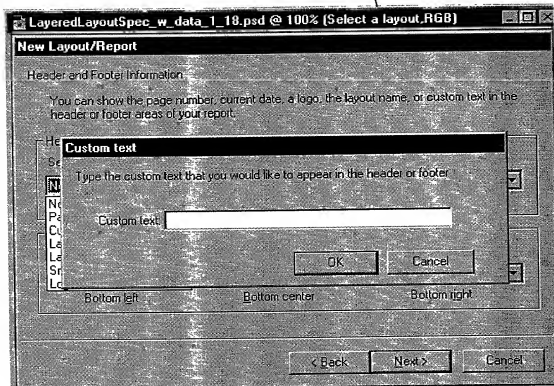 LayeredLayoutSpec_w_data_1_18.psd @ 100% (Select a layout,RGB)
New Layout/Report
Header and Footer Information
You can show the page number, current date, a logo, the layout name, or custom text in the
header or footer areas of your report.
Custom text
Type the custom text that you would like to appear in the header or footer
Custom text
OK Cancel
Bottom left Bottom center Bottom right
< Back Next > Cancel